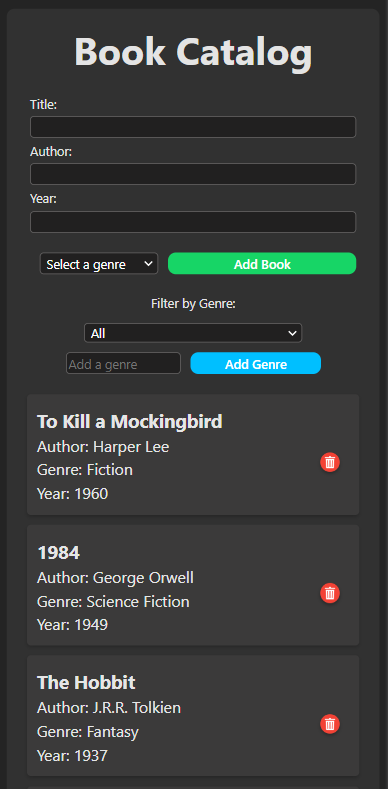 Book Catalog
Title:
Author:
Year:
Select a genre
Add Book
Filter by Genre:
All
Add a genre
Add Genre
To Kill a Mockingbird
Author: Harper Lee
Genre: Fiction
Year: 1960
1984
Author: George Orwell
Genre: Science Fiction
Year: 1949
The Hobbit
Author: J.R.R. Tolkien
Genre: Fantasy
Year: 1937